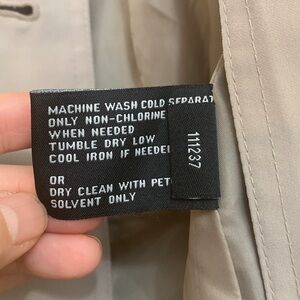 MACHINE WASH COLD SEPARAT
ONLY NON-CHLORINE
WHEN NEEDED
TUMBLE DRY LOW
COOL IRON IF NEEDE
OR
DRY CLEAN WITH PET
SOLVENT ONLY
111237